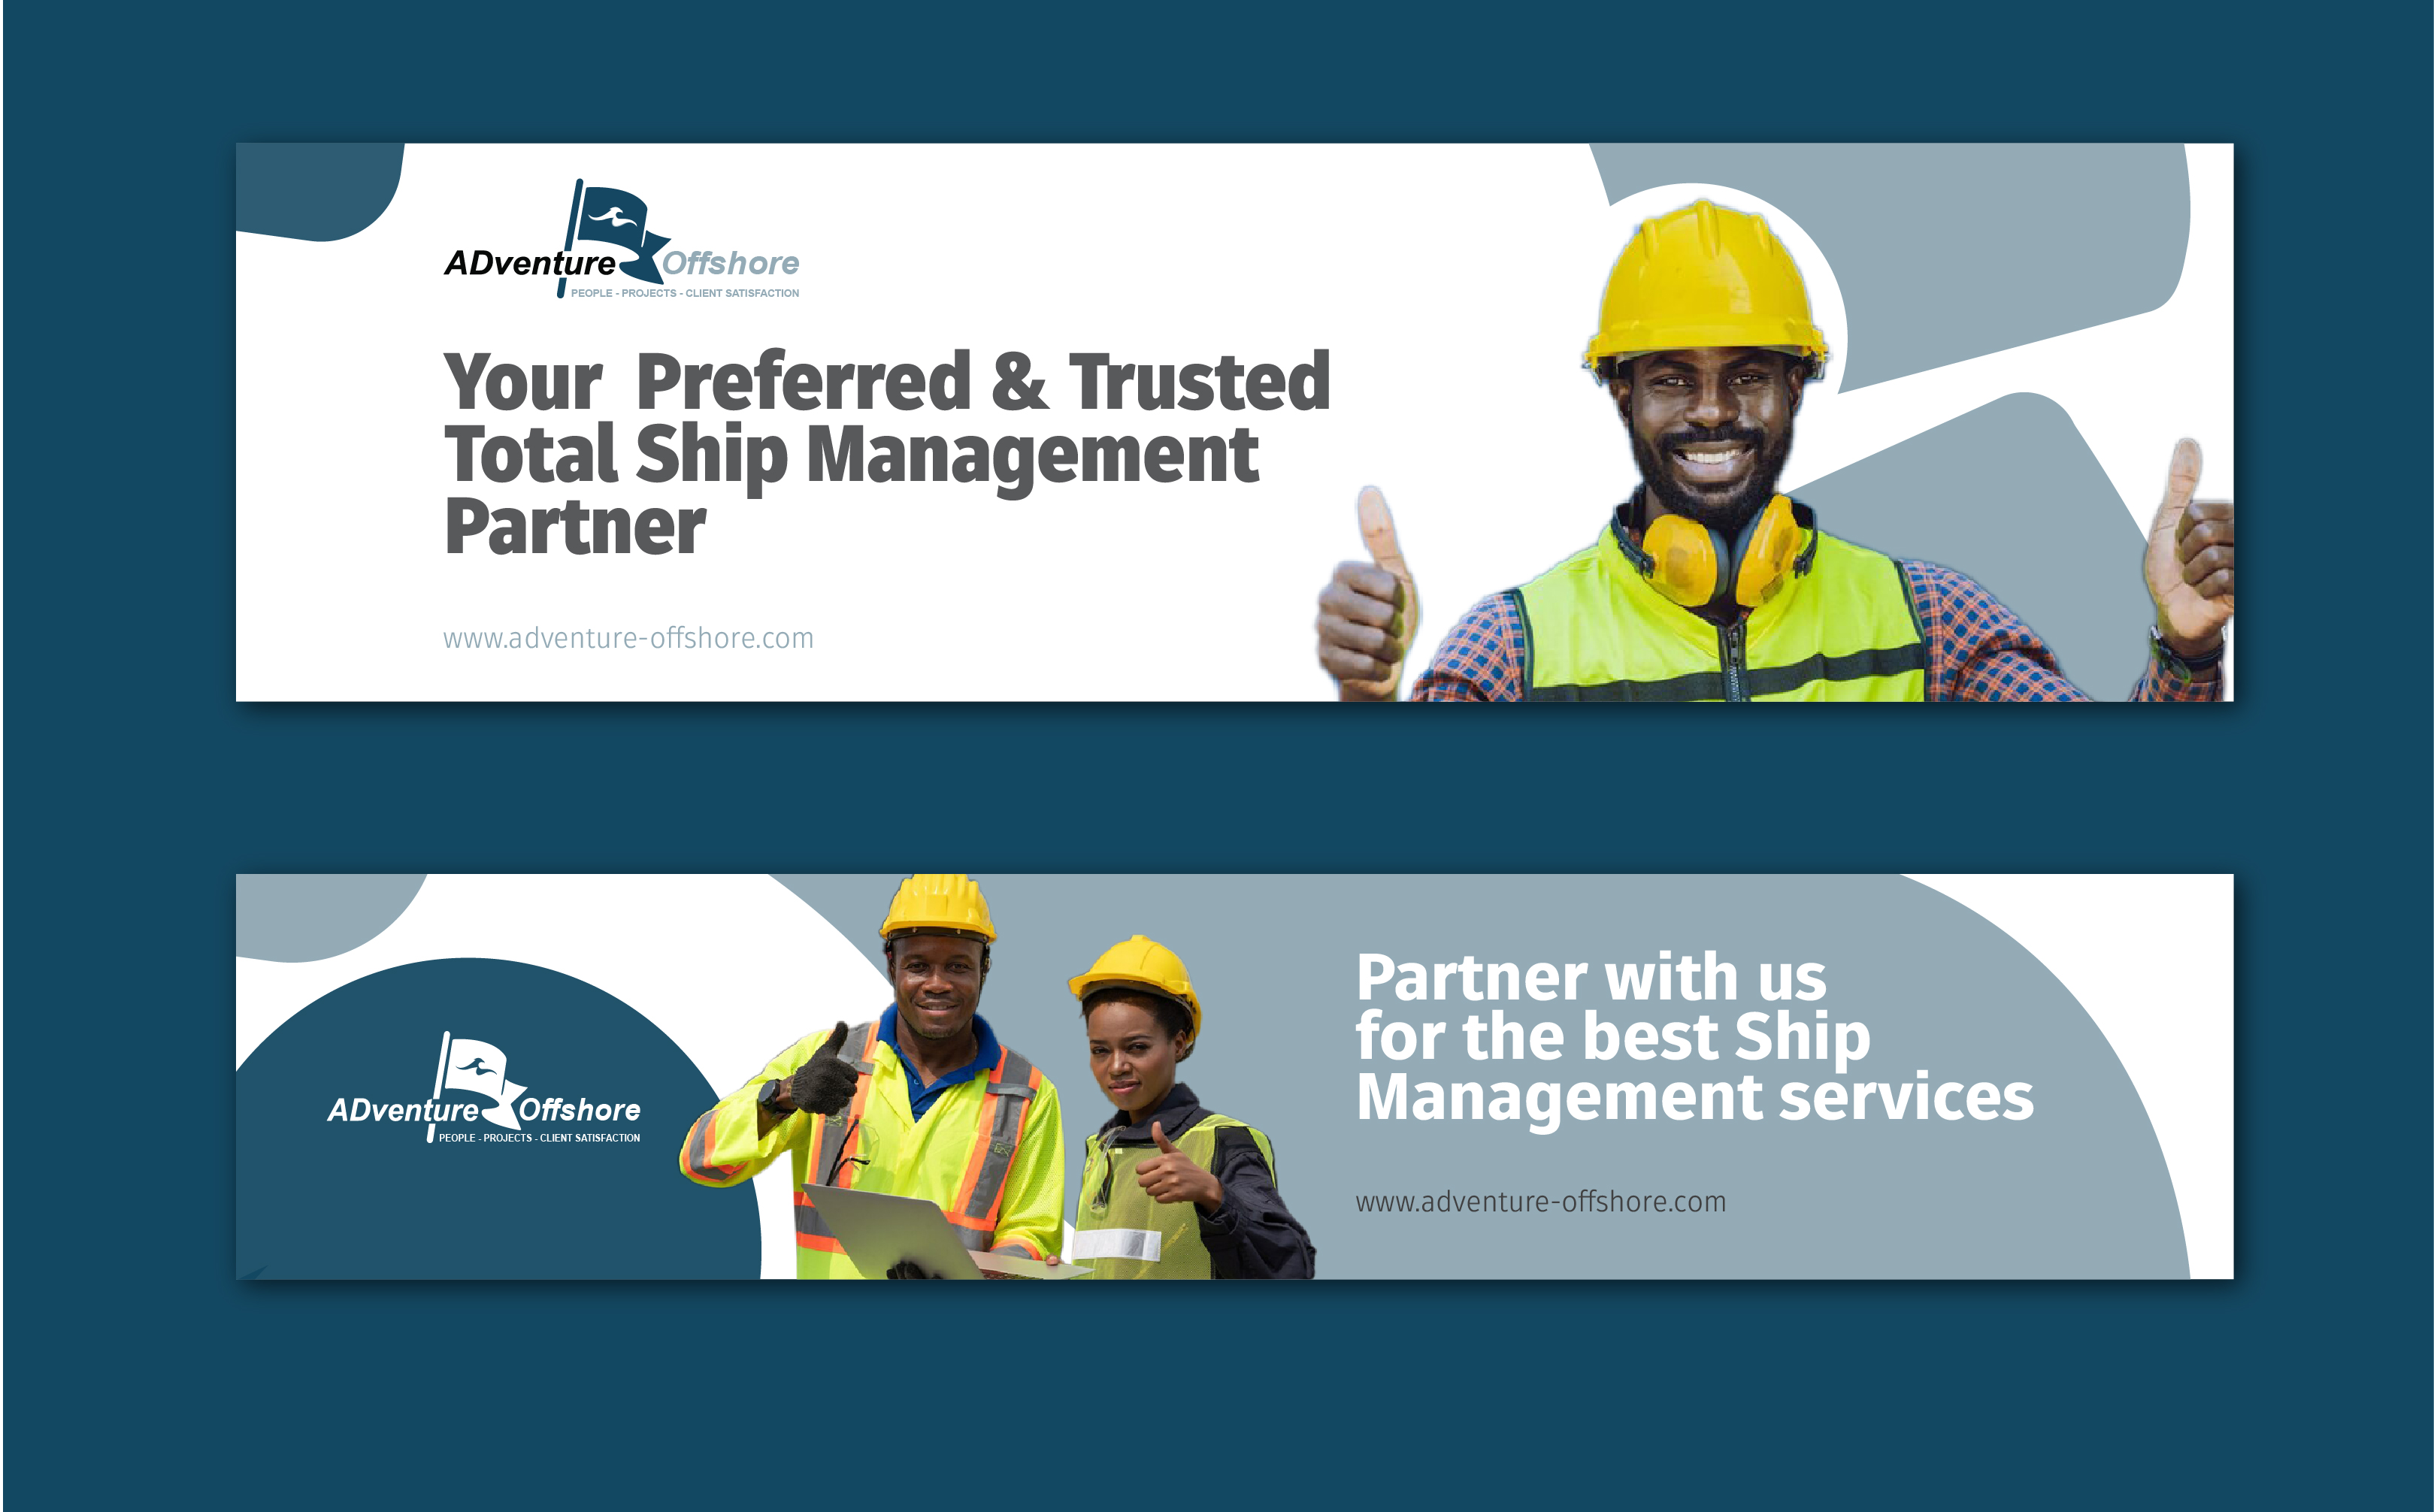 ADventure Offshore
PEOPLE - PROJECTS - CLIENT SATISFACTION
Your  Preferred & Trusted
Total Ship Management
Partner
www.adventure-offshore.com
ADventure Offshore
PEOPLE - PROJECTS - CLIENT SATISFACTION
Partner with us
for the best Ship
Management services
www.adventure-offshore.com